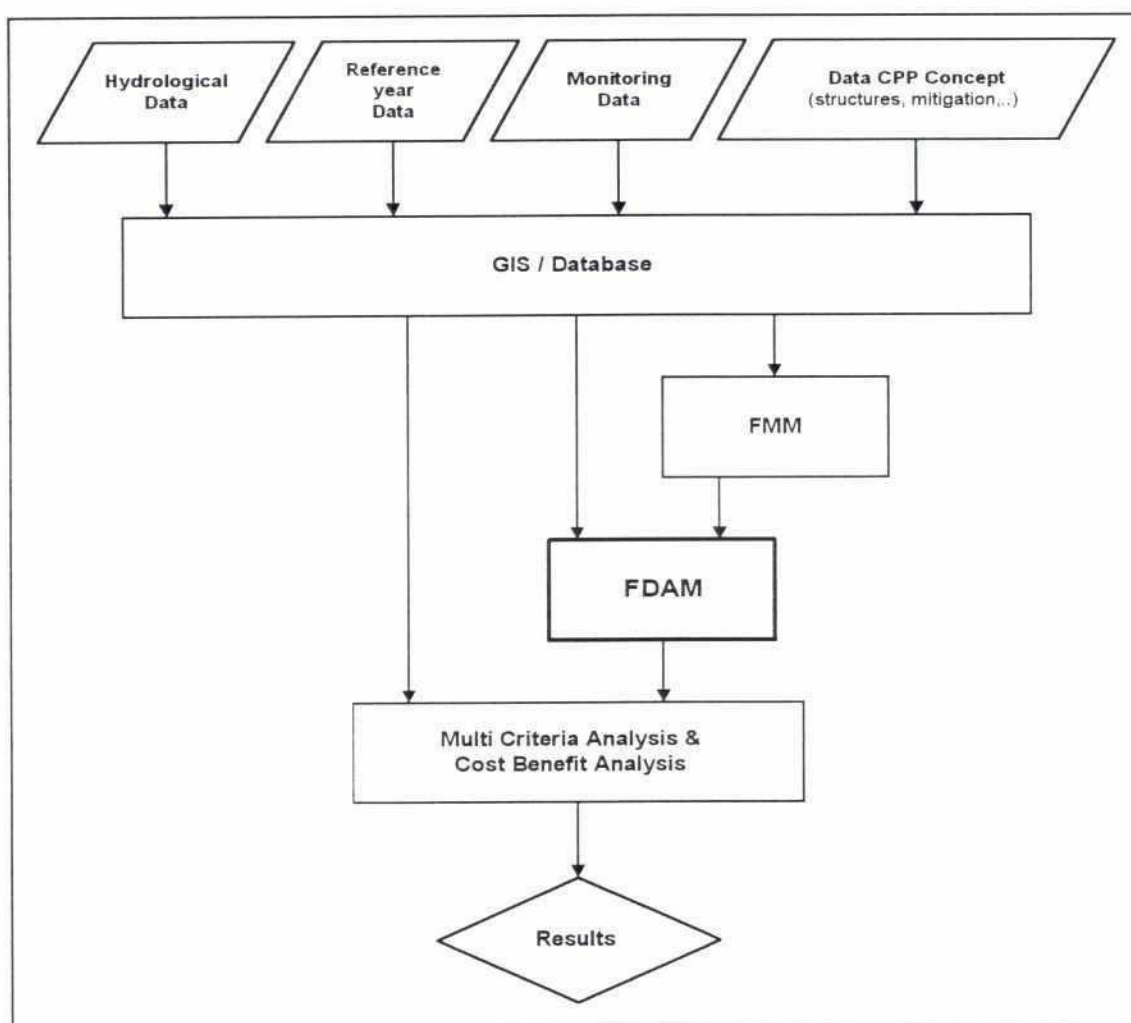 Hydrological
Data
Reference
year
Data
Monitoring
Data
Data CPP Concept
(structures, mitigation,..)
GIS / Database
FMM
FDAM
Multi Criteria Analysis &
Cost Benefit Analysis
Results